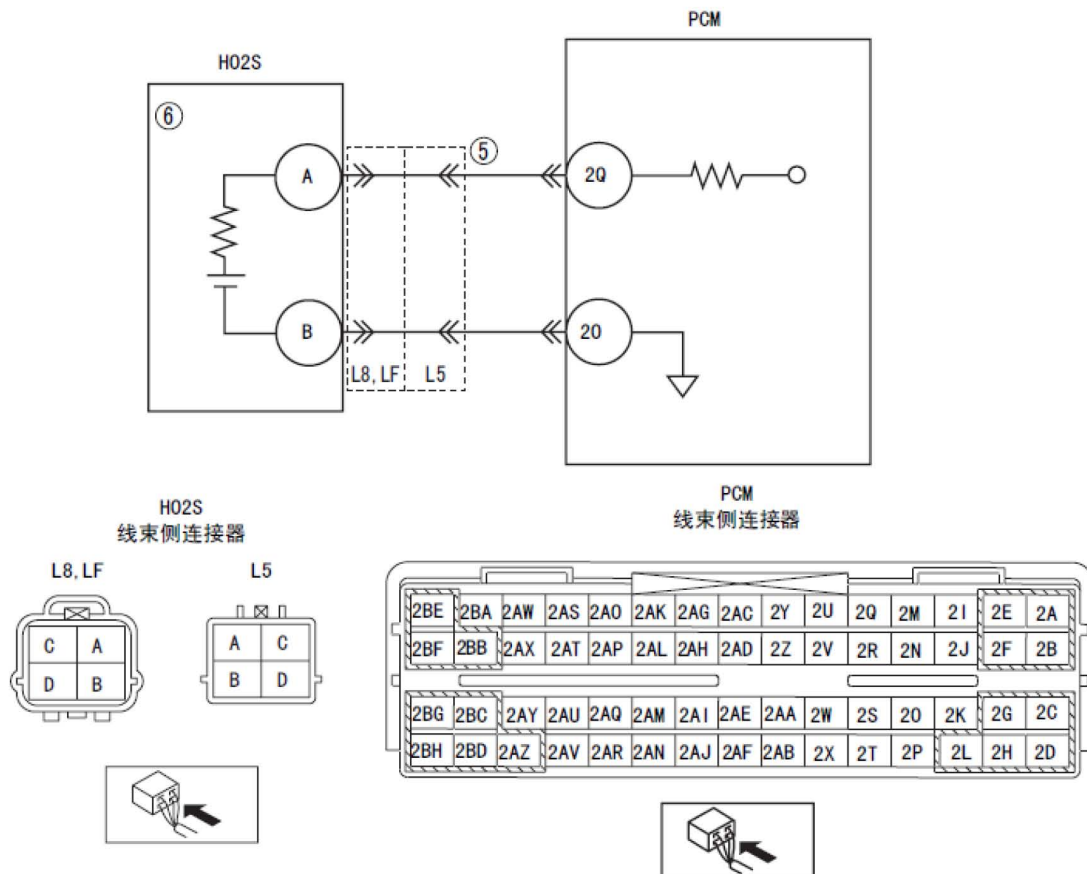 PCM
HO2S
⑥
⑤
A
2Q
B
2O
L8, LF
L5
HO2S
线束侧连接器
PCM
线束侧连接器
L8, LF
L5
C A
D B
A C
B D
2BE 2BA 2AW 2AS 2AO 2AK 2AG 2AC 2Y 2U 2Q 2M 2I 2E 2A
2BF 2BB 2AX 2AT 2AP 2AL 2AH 2AD 2Z 2V 2R 2N 2J 2F 2B
2BG 2BC 2AY 2AU 2AQ 2AM 2AI 2AE 2AA 2W 2S 2O 2K 2G 2C
2BH 2BD 2AZ 2AV 2AR 2AN 2AJ 2AF 2AB 2X 2T 2P 2L 2H 2D